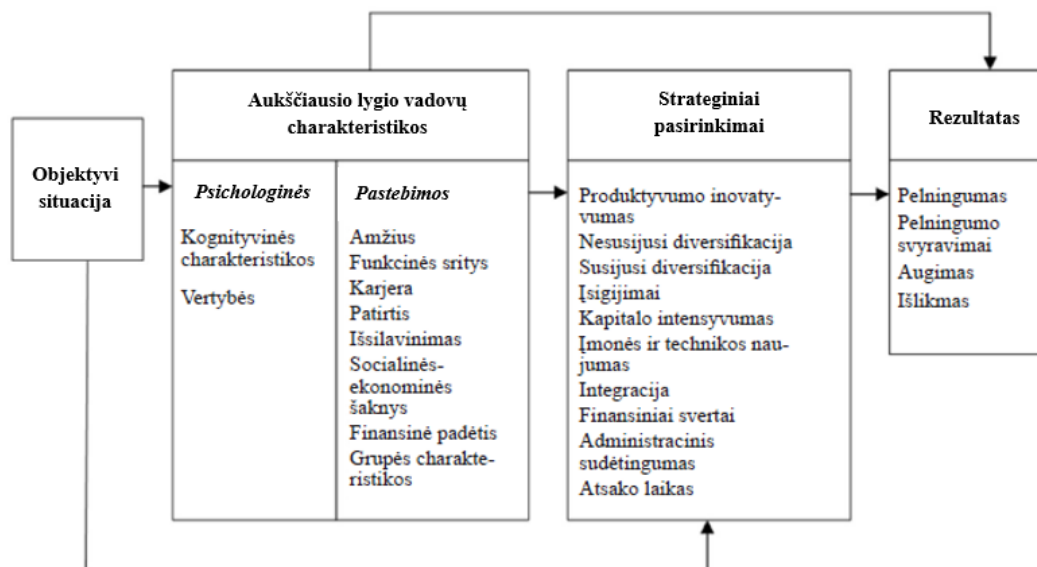 Objektyvi
situacija
Aukščiausio lygio vadovų
charakteristikos
Psichologinės
Kognityvinės
charakteristikos
Vertybės
Pastebimos
Amžius
Funkcinės sritys
Karjera
Patirtis
Išsilavinimas
Socialinės-
ekonominės
šaknys
Finansinė padėtis
Grupės charakte-
ristikos
Strateginiai
pasirinkimai
Produktyvumo inovaty-
vumas
Nesusijusi diversifikacija
Susijusi diversifikacija
Įsigijimai
Kapitalo intensyvumas
Įmonės ir technikos nau-
jumas
Integracija
Finansiniai svertai
Administracinis
sudėtingumas
Atsako laikas
Rezultatas
Pelningumas
Pelningumo
svyravimai
Augimas
Išlikmas